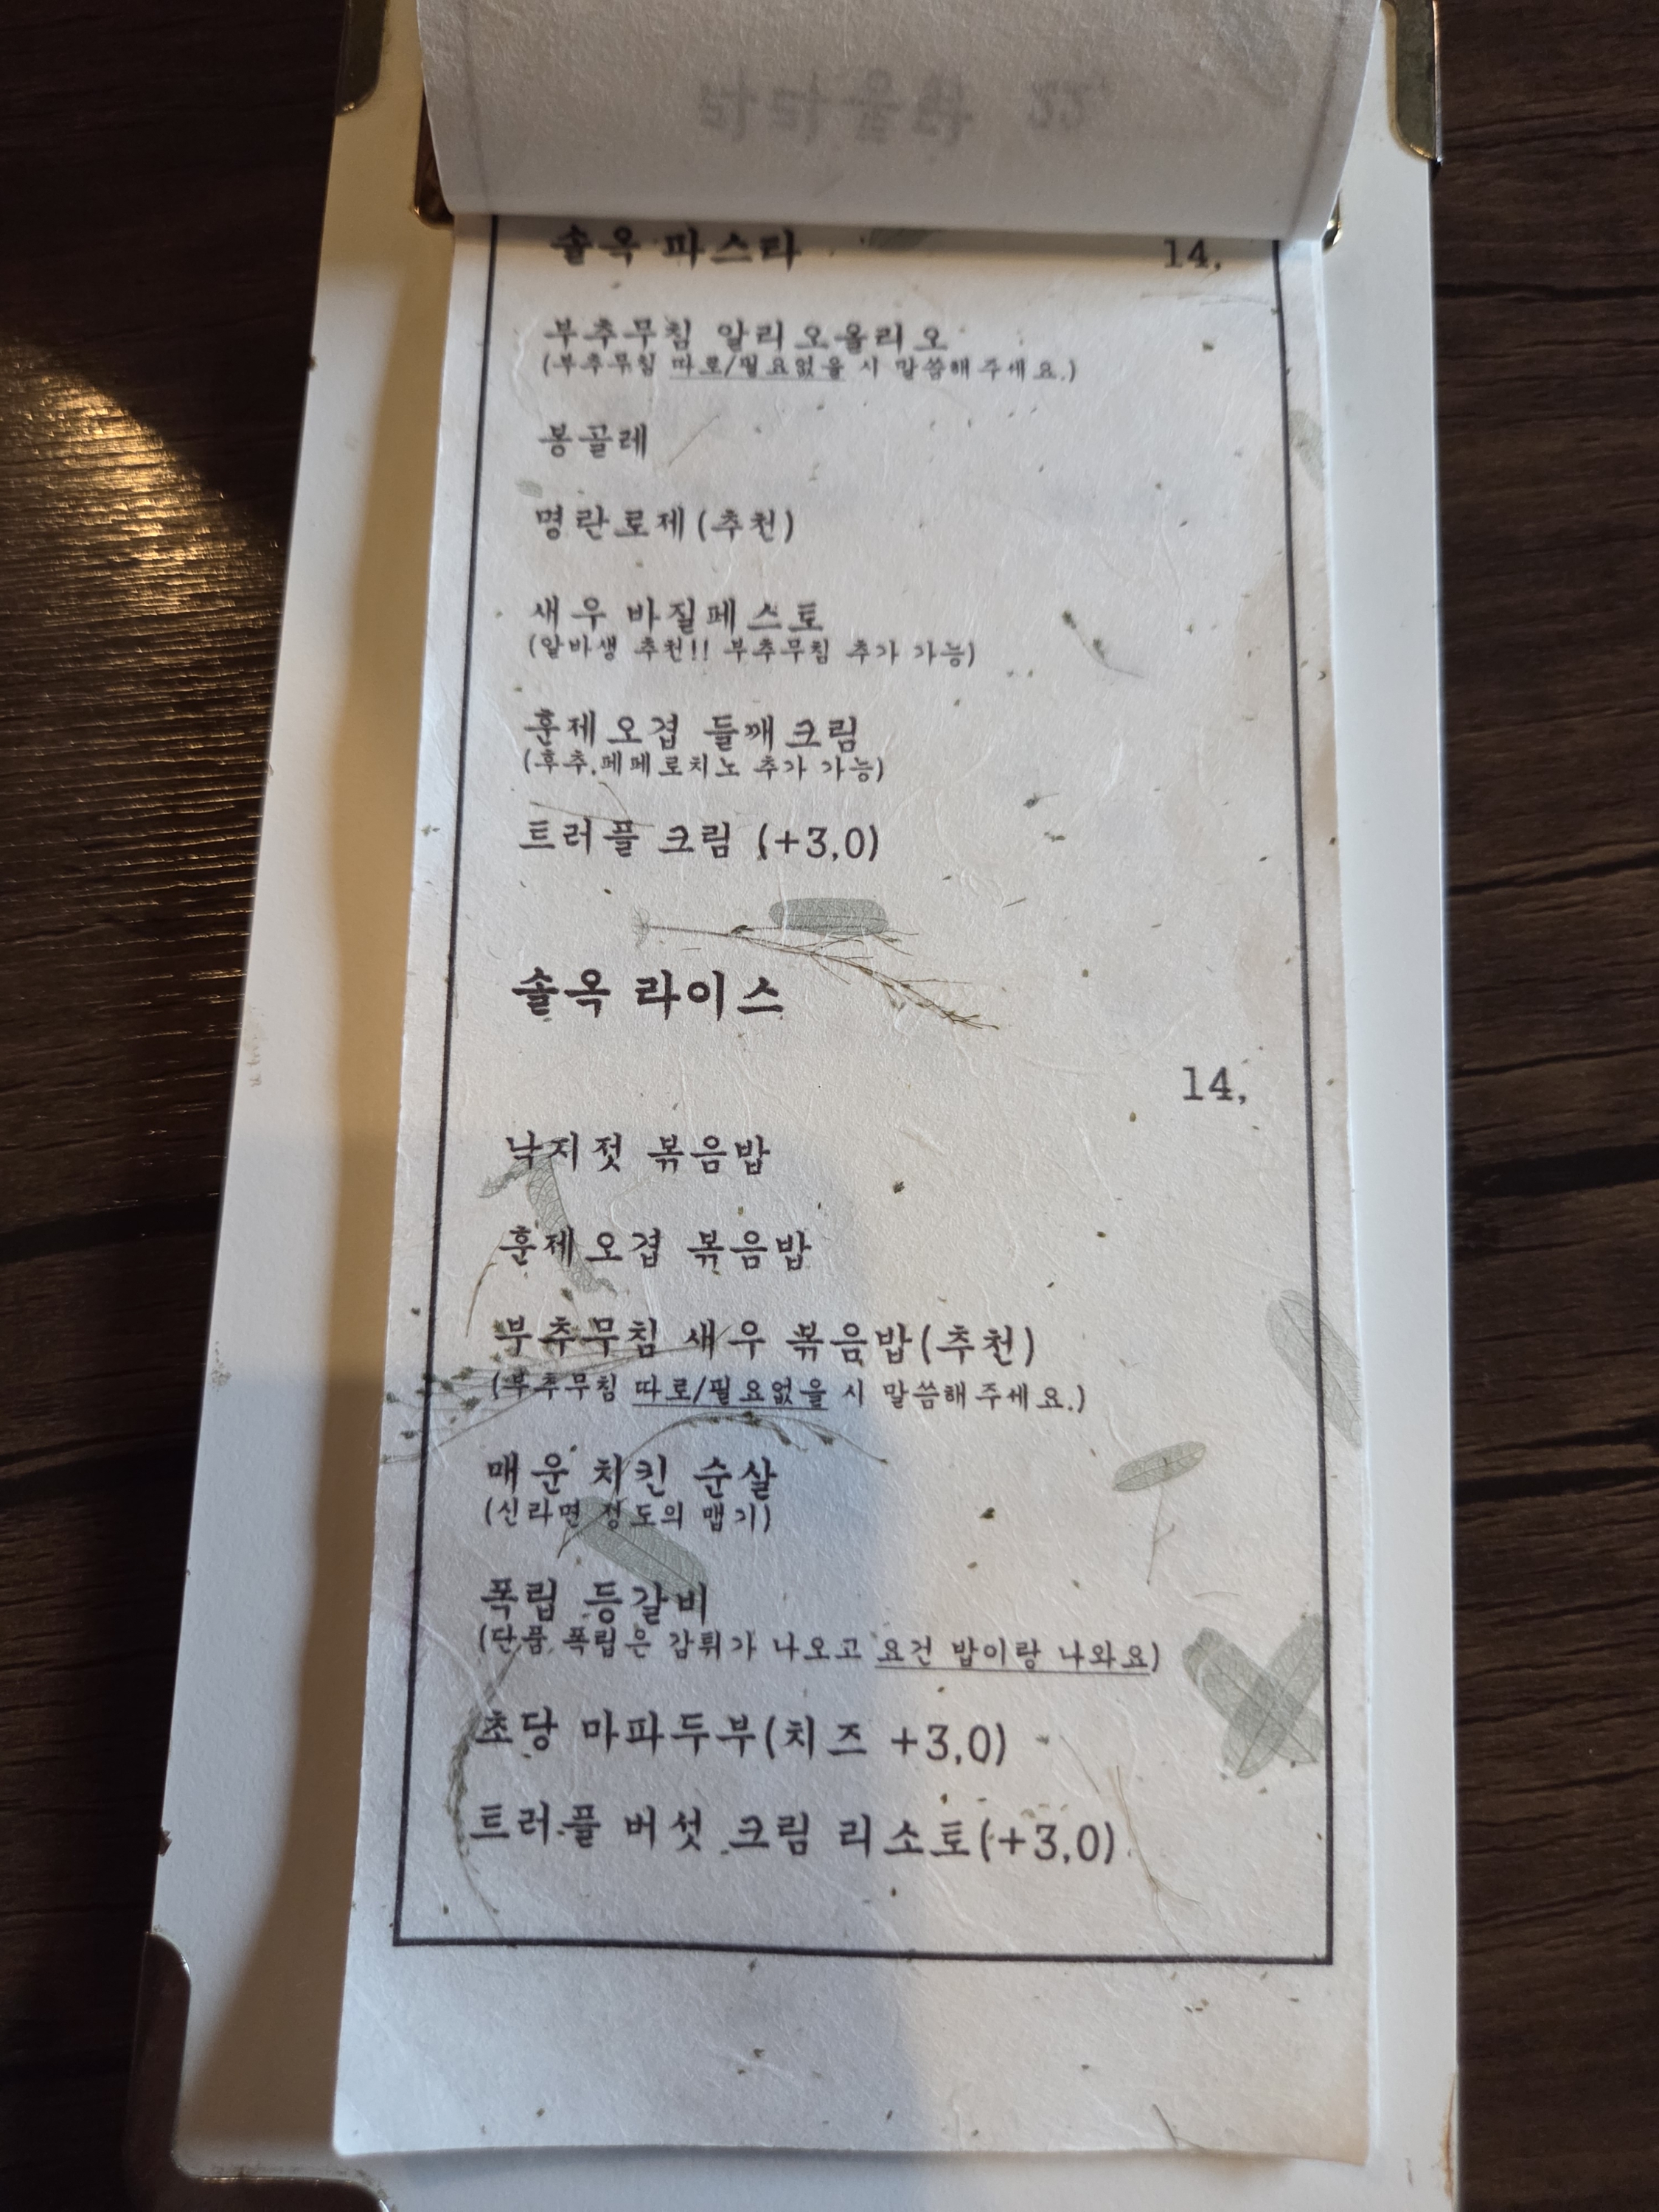 솔옥 파스타 14,
부추무침 알리오올리오
(부추무침 따로/필요없을 시 말씀해주세요.)
봉골레
명란로제(추천)
새우 바질페스토
(알바생 추천!! 부추무침 추가 가능)
훈제오겹 들깨크림
(후추,페페로치노 추가 가능)
트러플 크림 (+3,0)
솔옥 라이스
14,
낙지젓 볶음밥
훈제오겹 볶음밥
부추무침 새우 볶음밥(추천)
(부추무침 따로/필요없을 시 말씀해주세요.)
매운 치킨 순살
(신라면 정도의 맵기)
폭립 등갈비
(단품 폭립은 감튀가 나오고 요건 밥이랑 나와요)
초당 마파두부(치즈 +3,0)
트러플 버섯 크림 리소토(+3,0)